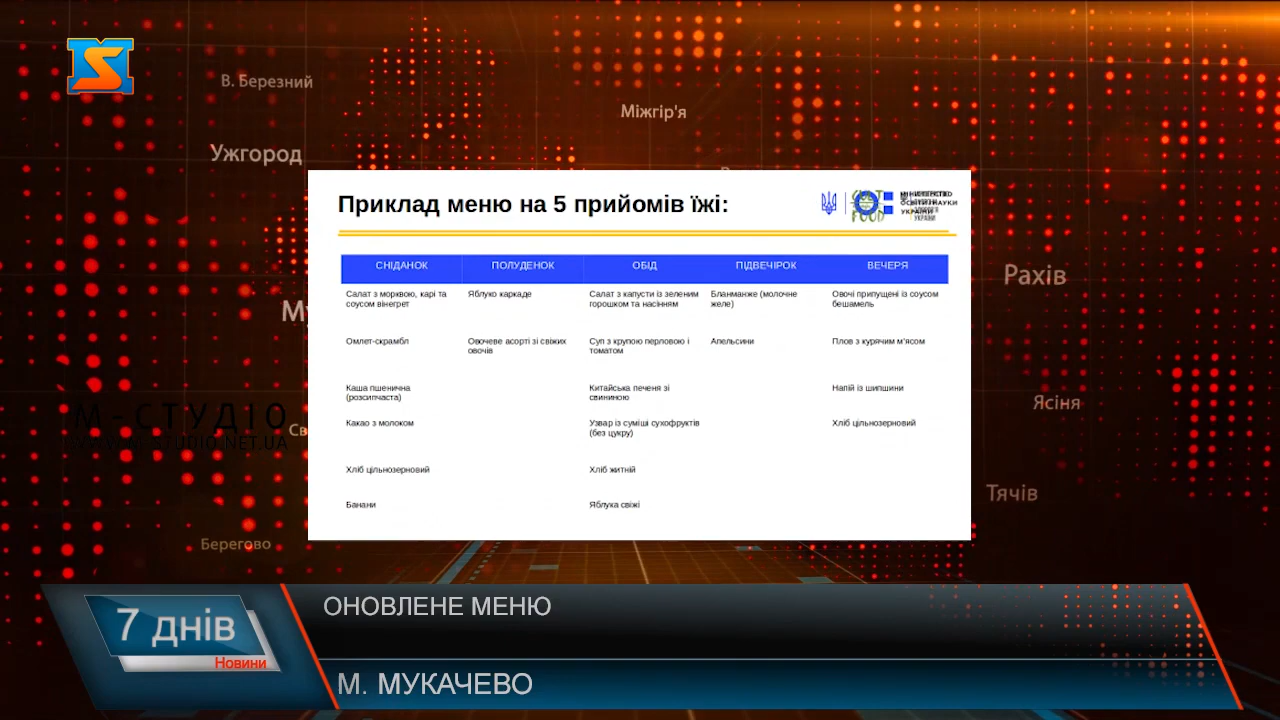 В. Березний
Міжгір'я
Ужгород
Приклад меню на 5 прийомів їжі:
МІНІСТЕРСТВО
ОСВІТИ І НАУКИ
УКРАЇНИ
СНІДАНОК ПОЛУДЕНОК ОБІД ПІДВЕЧІРОК ВЕЧЕРЯ
Салат з морквою, карі та
соусом вінегрет
Яблуко каркаде
Салат з капусти із зеленим
горошком та насінням
Бланманже (молочне
желе)
Овочі припущені із соусом
бешамель
Омлет-скрамбл
Овочеве асорті зі свіжих
овочів
Суп з крупою перловою і
томатом
Апельсини
Плов з курячим м'ясом
Каша пшенична
(розсипчаста)
Китайська печеня зі
свининою
Напій із шипшини
Какао з молоком
Узвар із суміші сухофруктів
(без цукру)
Хліб цільнозерновий
Хліб цільнозерновий
Хліб житній
Банани
Яблука свіжі
Рахів
Ясіня
М-СТУДІО
Тячів
Берегово
7 днів
Новини
ОНОВЛЕНЕ МЕНЮ
М. МУКАЧЕВО